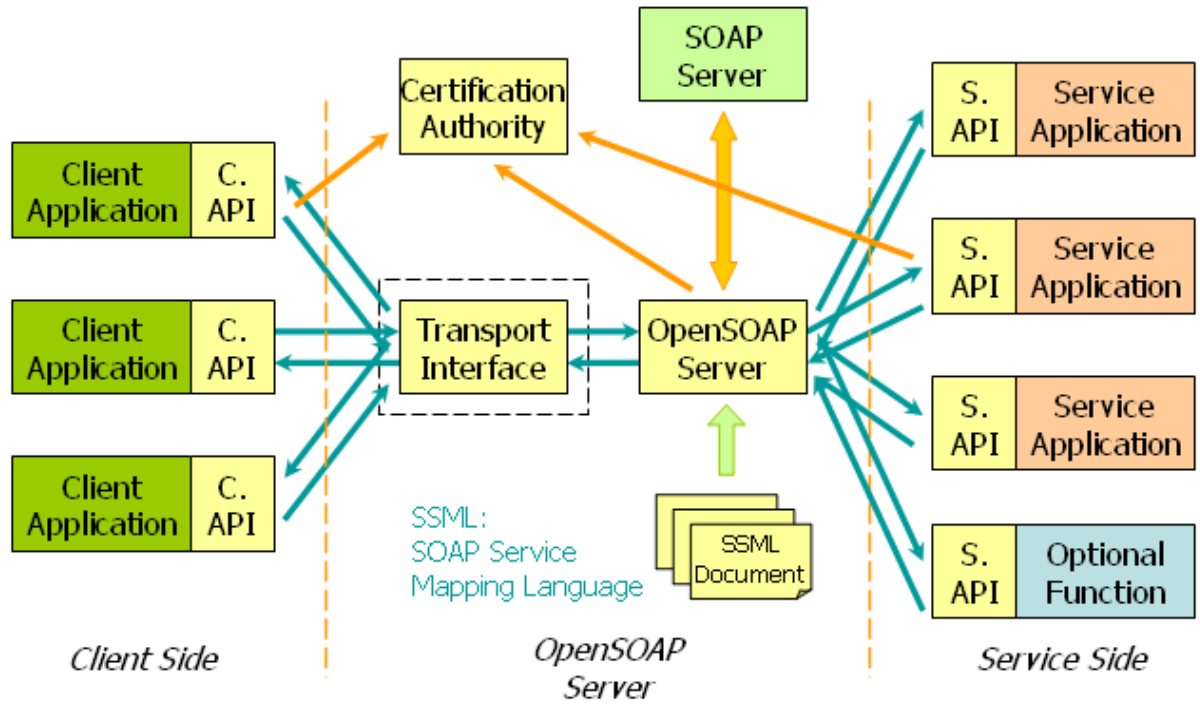 SOAP
Server
Certification
Authority
S.
API
Service
Application
Client
Application
C.
API
S.
API
Service
Application
Client
Application
C.
API
Transport
Interface
OpenSOAP
Server
S.
API
Service
Application
Client
Application
C.
API
SSML:
SOAP Service
Mapping Language
SSML
Document
S.
API
Optional
Function
Client Side
OpenSOAP
Server
Service Side